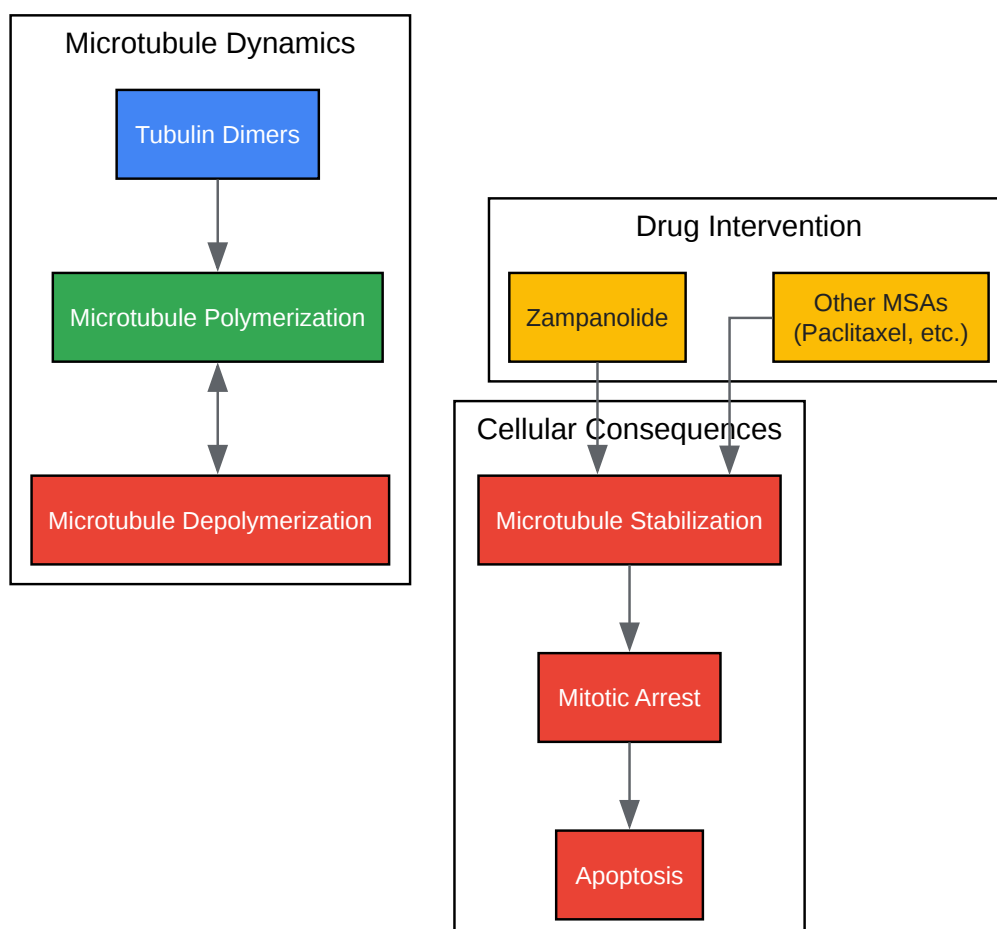 Microtubule Dynamics
Tubulin Dimers
Microtubule Polymerization
Microtubule Depolymerization
Drug Intervention
Zampanolide
Other MSAs
(Paclitaxel, etc.)
Cellular Consequences
Microtubule Stabilization
Mitotic Arrest
Apoptosis